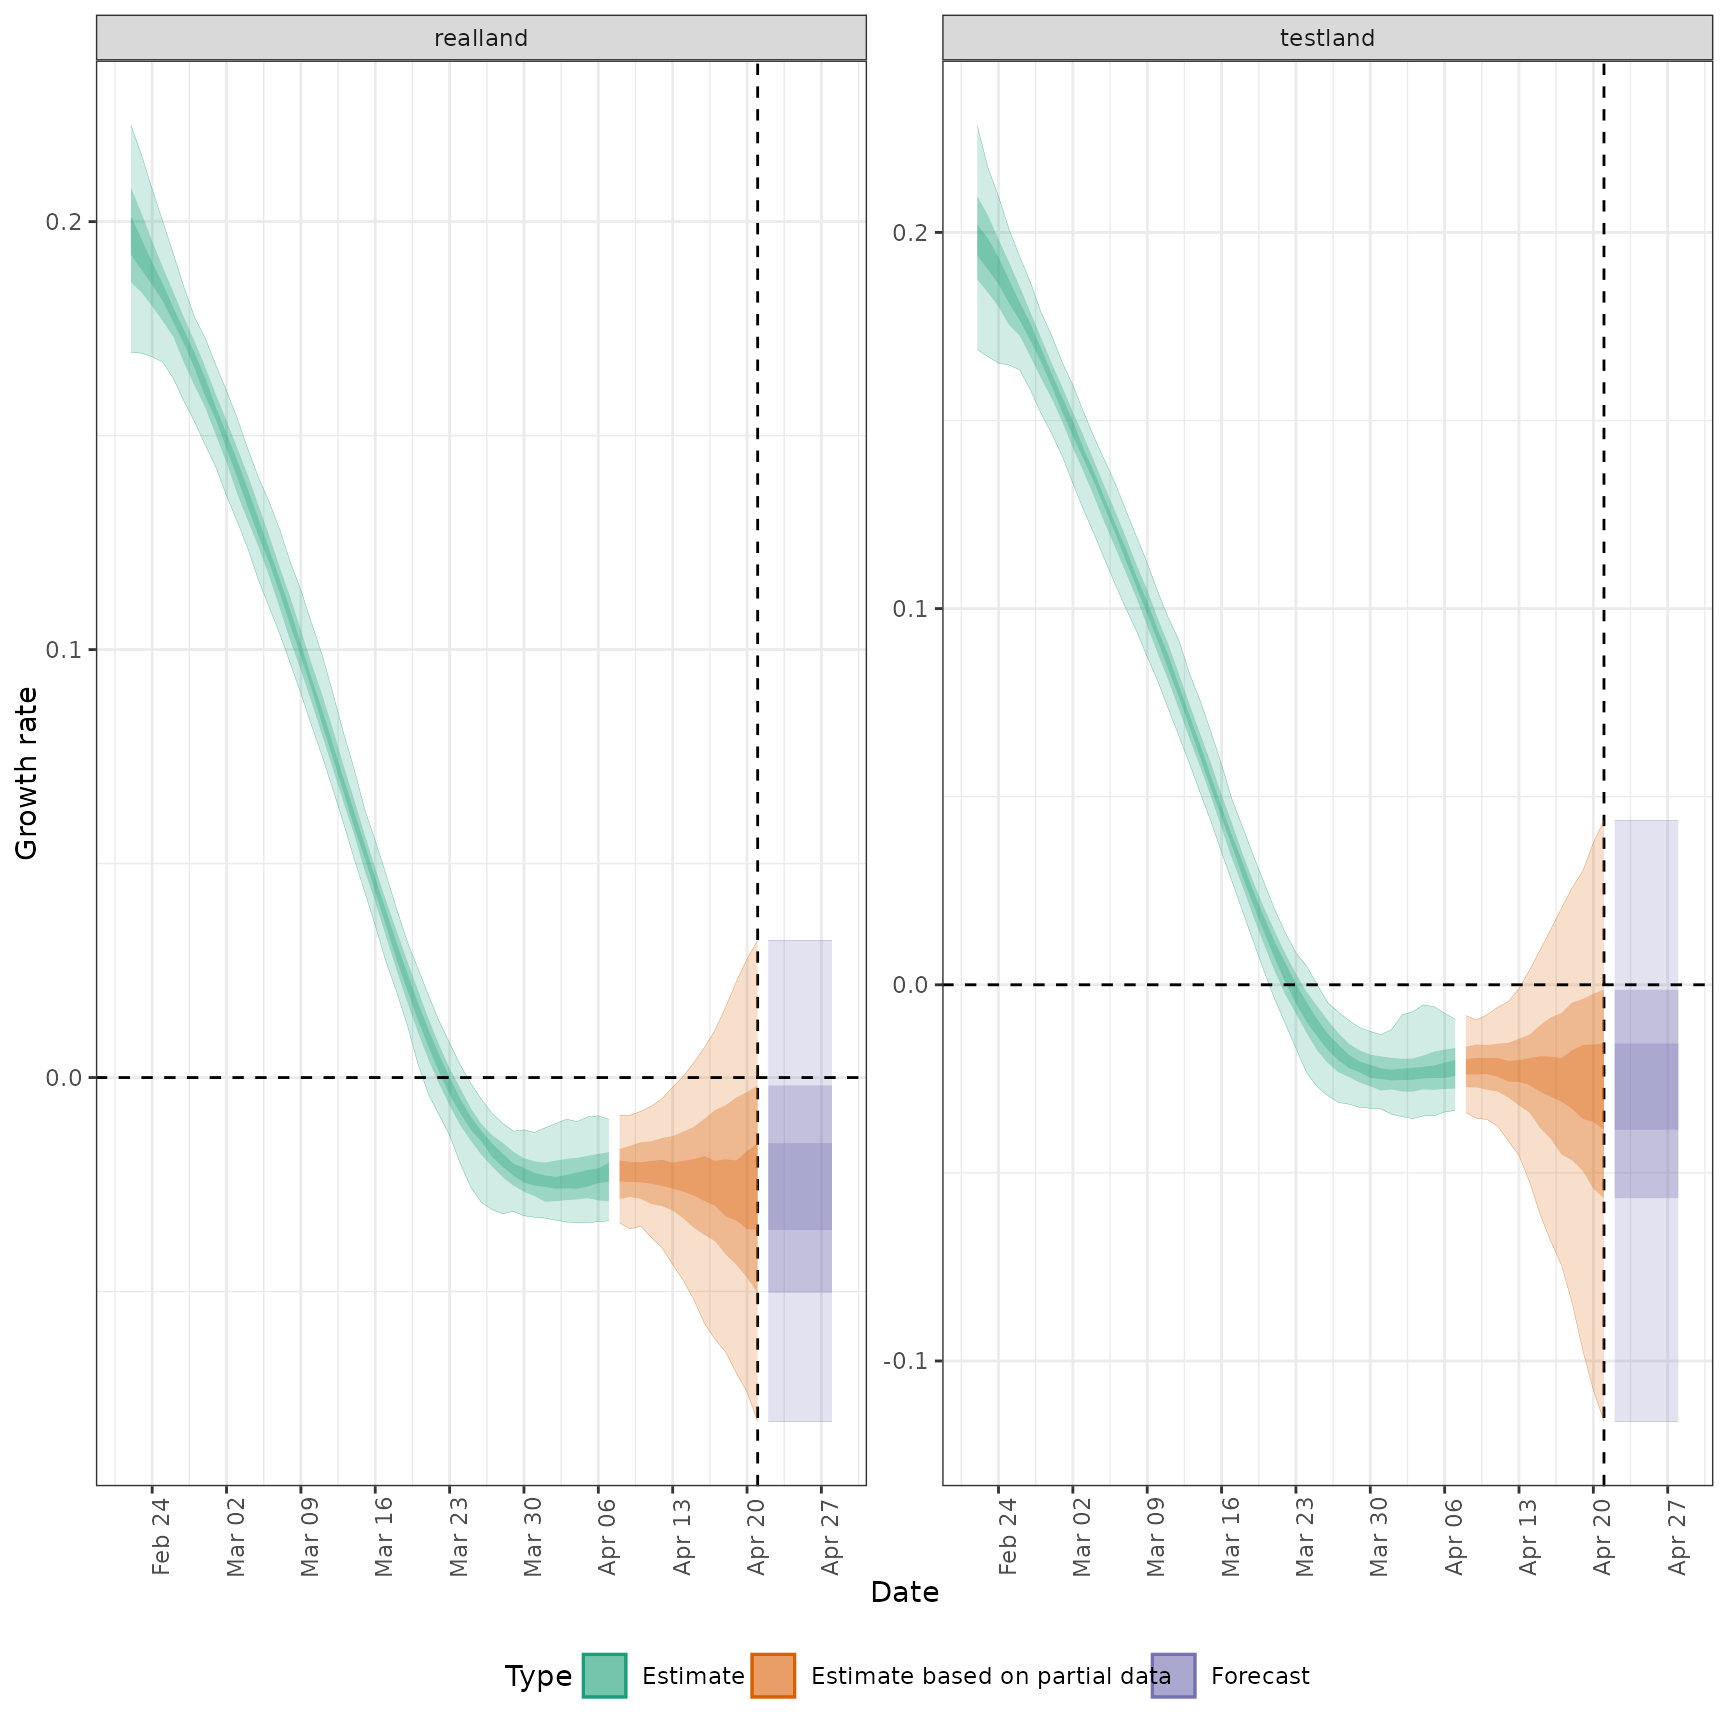 realland
testland
Growth rate
0.2
0.1
0.0
0.2
0.1
0.0
-0.1
Feb 24
Mar 02
Mar 09
Mar 16
Mar 23
Mar 30
Apr 06
Apr 13
Apr 20
Apr 27
Feb 24
Mar 02
Mar 09
Mar 16
Mar 23
Mar 30
Apr 06
Apr 13
Apr 20
Apr 27
Date
Type Estimate Estimate based on partial data Forecast